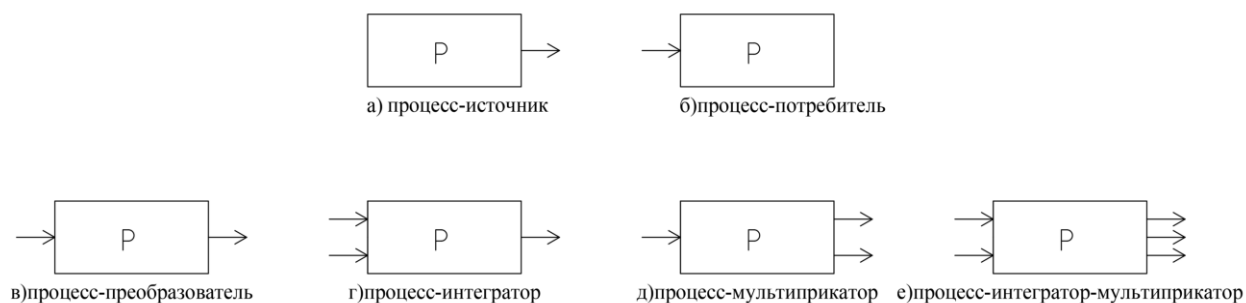 P
P
а) процесс-источник
б)процесс-потребитель
P
P
P
P
в)процесс-преобразователь
г)процесс-интегратор
д)процесс-мультиприкатор
е)процесс-интегратор-мультиприкатор